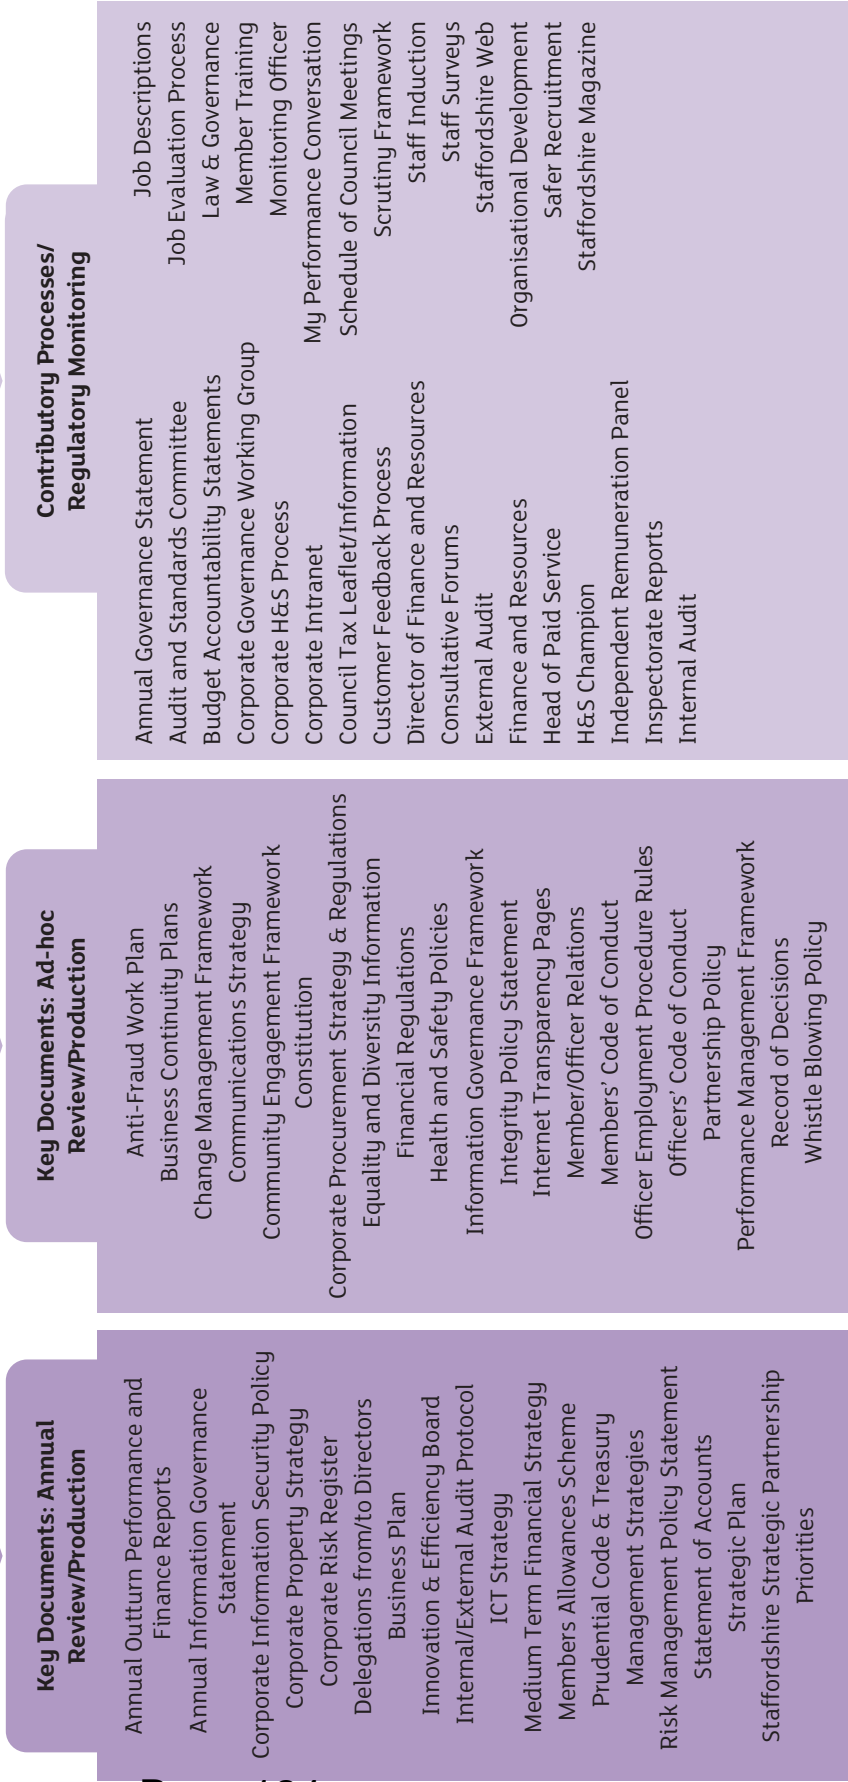 Key Documents: Annual
Review/Production
Annual Outturn Performance and
Finance Reports
Annual Information Governance
Statement
Corporate Information Security Policy
Corporate Property Strategy
Corporate Risk Register
Delegations from/to Directors
Business Plan
Innovation & Efficiency Board
Internal/External Audit Protocol
ICT Strategy
Medium Term Financial Strategy
Members Allowances Scheme
Prudential Code & Treasury
Management Strategies
Risk Management Policy Statement
Statement of Accounts
Strategic Plan
Staffordshire Strategic Partnership
Priorities
Key Documents: Ad-hoc
Review/Production
Anti-Fraud Work Plan
Business Continuity Plans
Change Management Framework
Communications Strategy
Community Engagement Framework
Constitution
Corporate Procurement Strategy & Regulations
Equality and Diversity Information
Financial Regulations
Health and Safety Policies
Information Governance Framework
Integrity Policy Statement
Internet Transparency Pages
Member/Officer Relations
Members' Code of Conduct
Officer Employment Procedure Rules
Officers' Code of Conduct
Partnership Policy
Performance Management Framework
Record of Decisions
Whistle Blowing Policy
Contributory Processes/
Regulatory Monitoring
Annual Governance Statement
Audit and Standards Committee
Budget Accountability Statements
Corporate Governance Working Group
Corporate H&S Process
Corporate Intranet
Council Tax Leaflet/Information
Customer Feedback Process
Director of Finance and Resources
Consultative Forums
External Audit
Finance and Resources
Head of Paid Service
H&S Champion
Independent Remuneration Panel
Inspectorate Reports
Internal Audit
Job Descriptions
Job Evaluation Process
Law & Governance
Member Training
Monitoring Officer
My Performance Conversation
Schedule of Council Meetings
Scrutiny Framework
Staff Induction
Staff Surveys
Staffordshire Web
Organisational Development
Safer Recruitment
Staffordshire Magazine